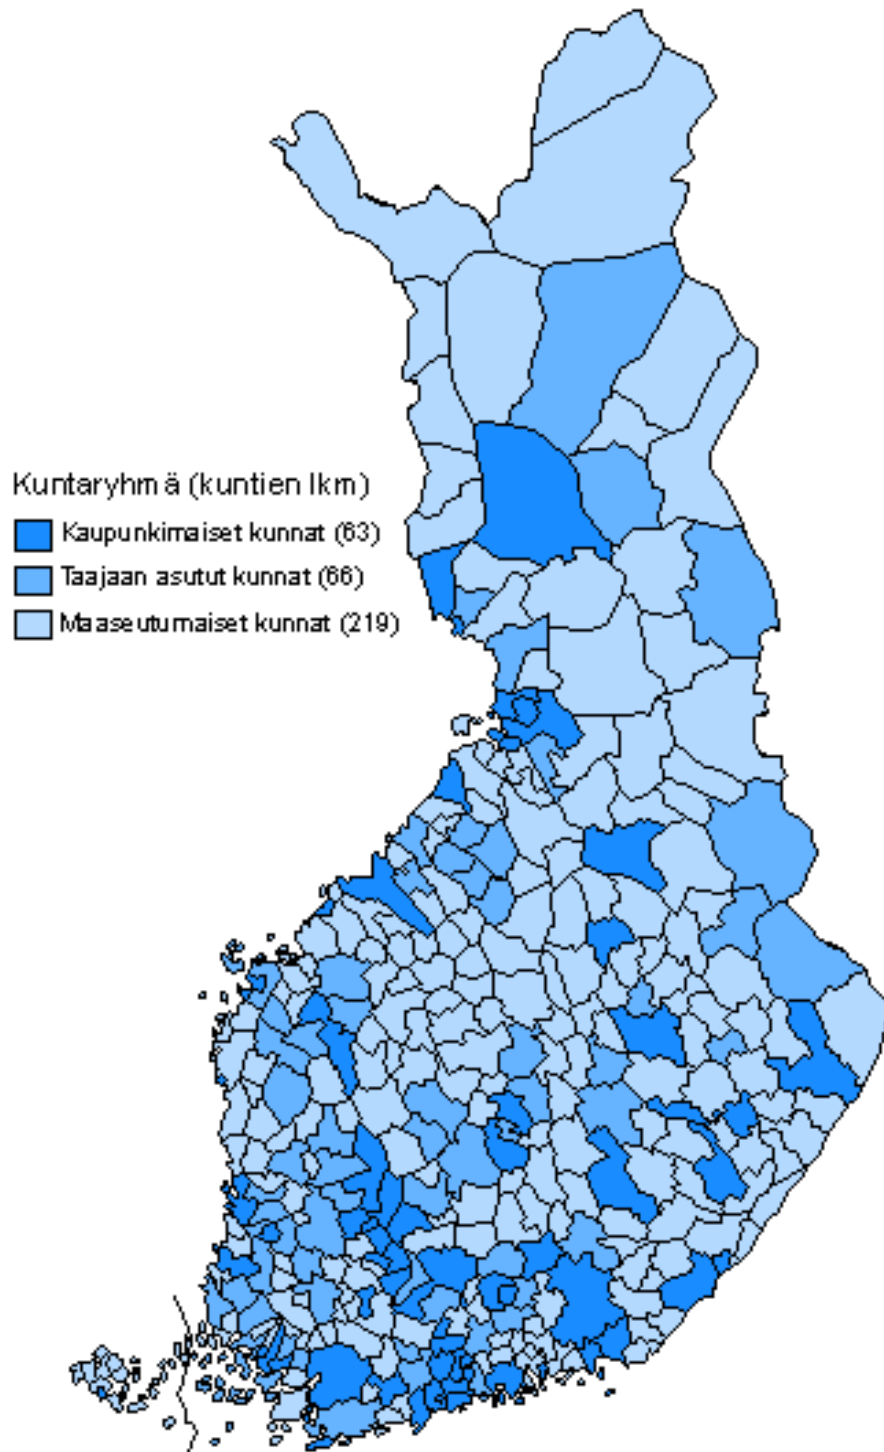 Kuntaryhmä (kuntien lkm)
Kaupunkimaiset kunnat (63)
Taajaan asutut kunnat (66)
Maaseutumaiset kunnat (219)